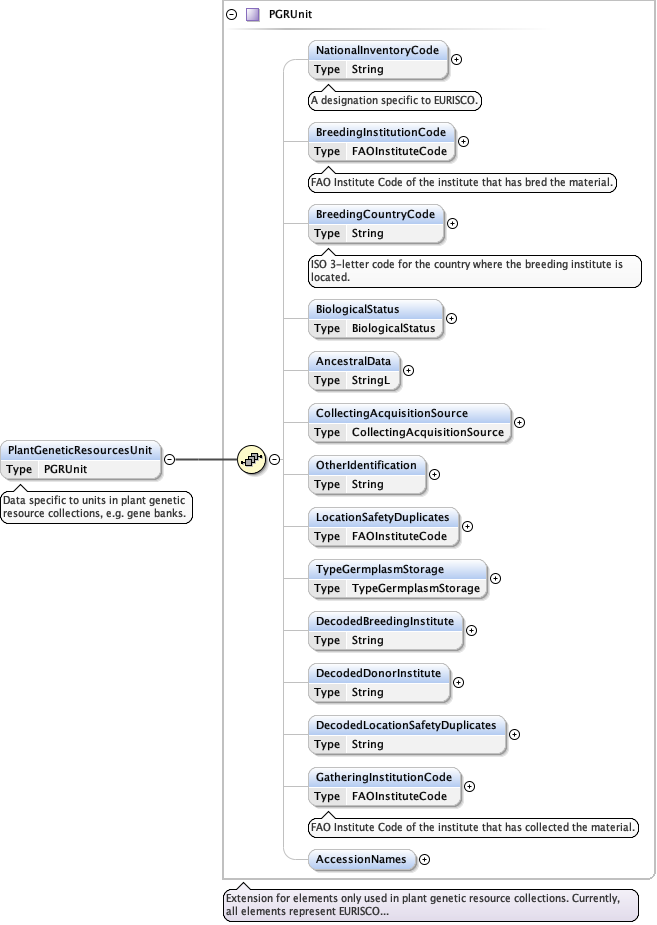 PGRUnit
NationalInventoryCode
Type String
A designation specific to EURISCO.
BreedingInstitutionCode
Type FAOInstituteCode
FAO Institute Code of the institute that has bred the material.
BreedingCountryCode
Type String
ISO 3-letter code for the country where the breeding institute is
located.
BiologicalStatus
Type BiologicalStatus
AncestralData
Type StringL
CollectingAcquisitionSource
Type CollectingAcquisitionSource
PlantGeneticResourcesUnit
Type PGRUnit
Data specific to units in plant genetic
resource collections, e.g. gene banks.
OtherIdentification
Type String
LocationSafetyDuplicates
Type FAOInstituteCode
TypeGermplasmStorage
Type TypeGermplasmStorage
DecodedBreedingInstitute
Type String
DecodedDonorInstitute
Type String
DecodedLocationSafetyDuplicates
Type String
GatheringInstitutionCode
Type FAOInstituteCode
FAO Institute Code of the institute that has collected the material.
AccessionNames
Extension for elements only used in plant genetic resource collections. Currently,
all elements represent EURISCO...